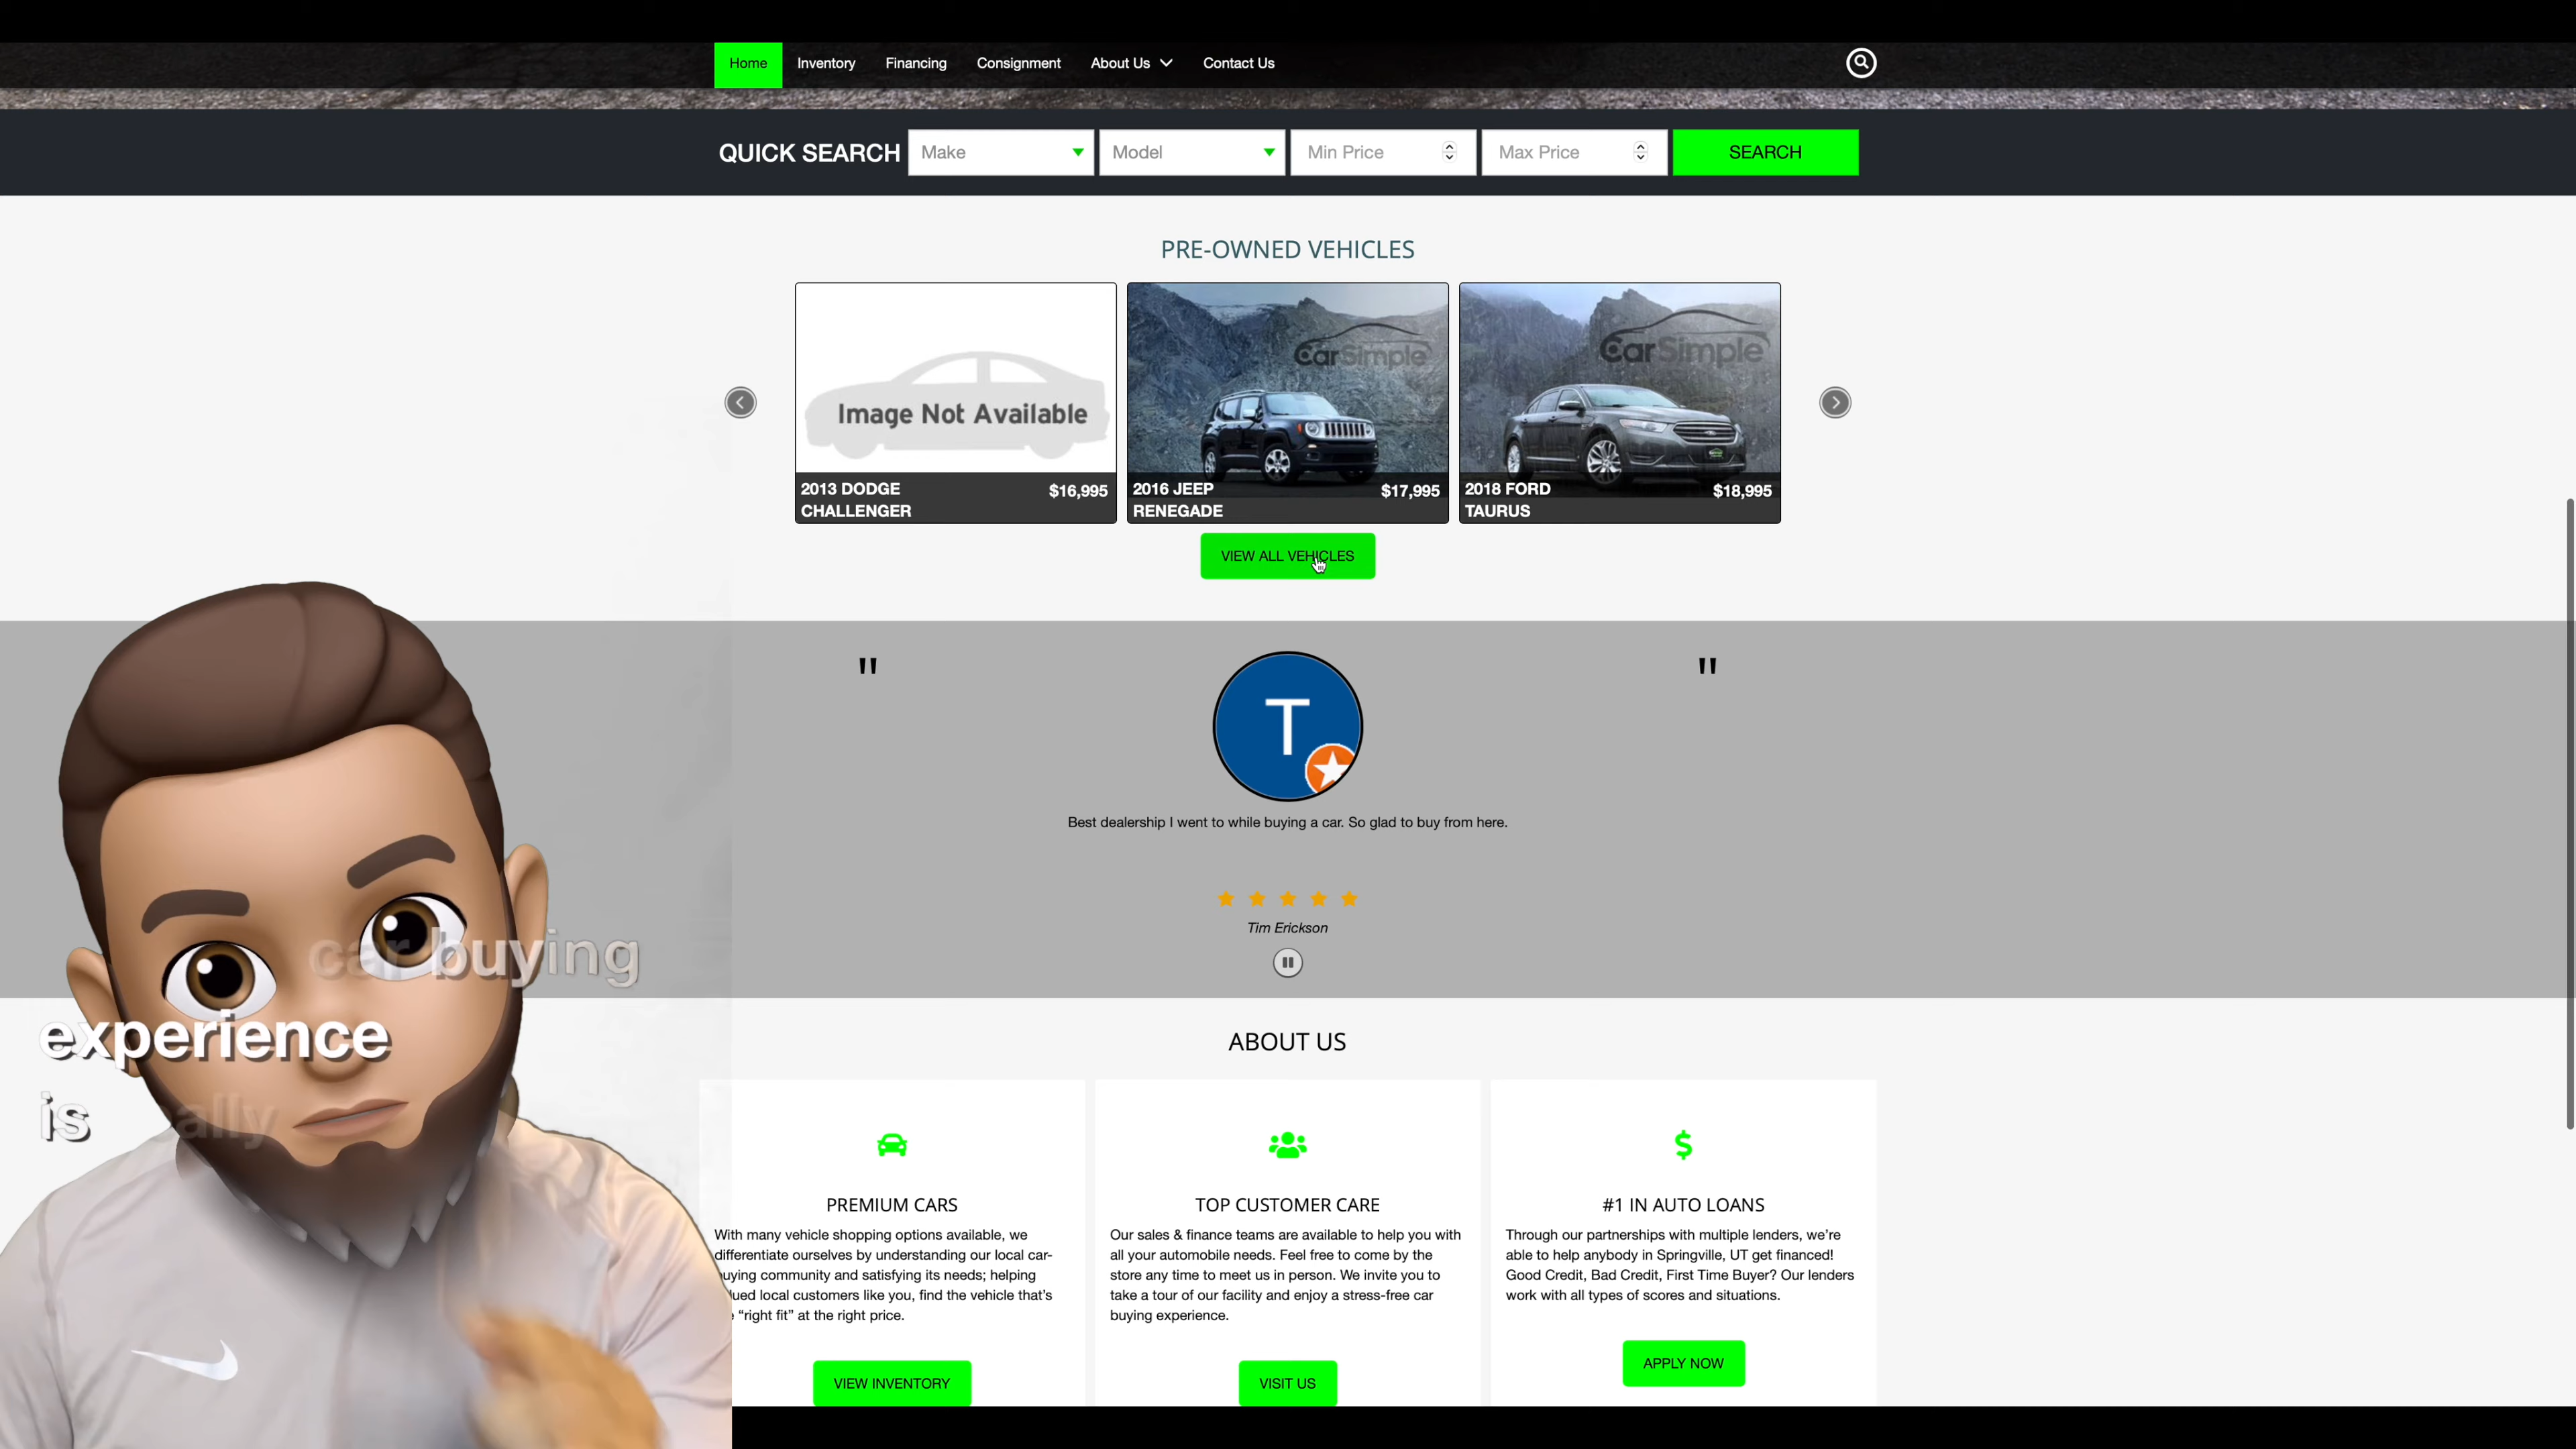 Home Inventory Financing Consignment About Us Contact Us
QUICK SEARCH Make Model Min Price Max Price SEARCH
PRE-OWNED VEHICLES
Image Not Available
CarSimple
CarSimple
2013 DODGE
CHALLENGER
$16,995
2016 JEEP
RENEGADE
$17,995
2018 FORD
TAURUS
$18,995
VIEW ALL VEHICLES
" "
T
Best dealership I went to while buying a car. So glad to buy from here.
Tim Erickson
car buying
experience
is
ABOUT US
PREMIUM CARS
With many vehicle shopping options available, we
differentiate ourselves by understanding our local car-
uying community and satisfying its needs; helping
lued local customers like you, find the vehicle that's
"right fit" at the right price.
VIEW INVENTORY
TOP CUSTOMER CARE
Our sales & finance teams are available to help you with
all your automobile needs. Feel free to come by the
store any time to meet us in person. We invite you to
take a tour of our facility and enjoy a stress-free car
buying experience.
VISIT US
#1 IN AUTO LOANS
Through our partnerships with multiple lenders, we're
able to help anybody in Springville, UT get financed!
Good Credit, Bad Credit, First Time Buyer? Our lenders
work with all types of scores and situations.
APPLY NOW